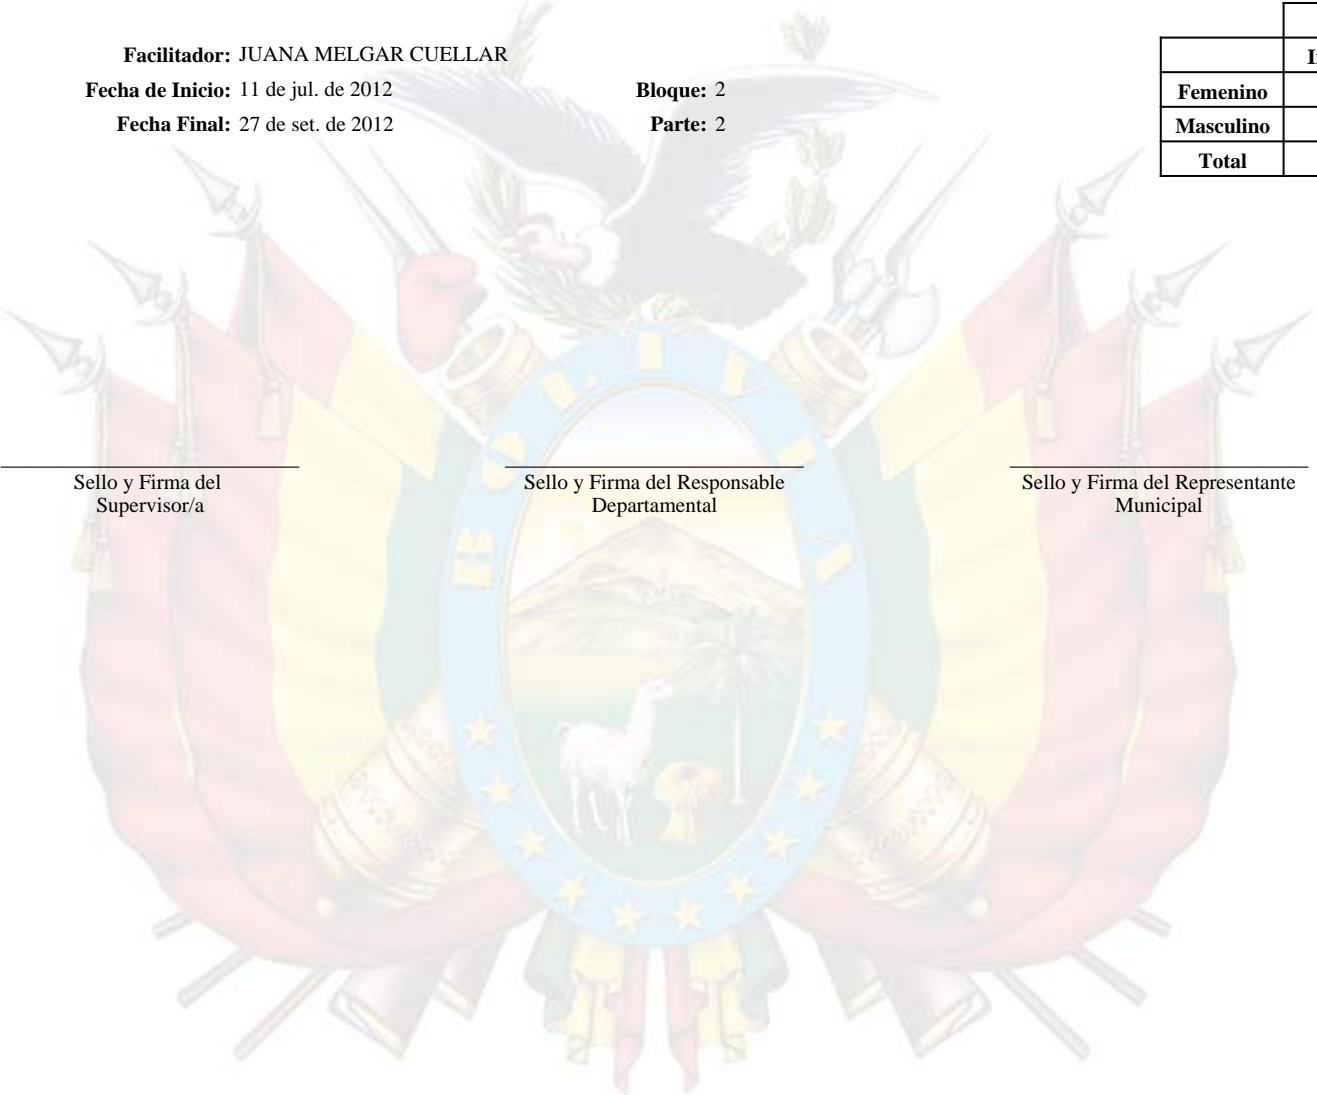 Facilitador: JUANA MELGAR CUELLAR
Fecha de Inicio: 11 de jul. de 2012 Bloque: 2
Fecha Final: 27 de set. de 2012 Parte: 2
Femenino
Masculino
Total
BOLIVIA
Sello y Firma del
Supervisor/a
Sello y Firma del Responsable
Departamental
Sello y Firma del Representante
Municipal